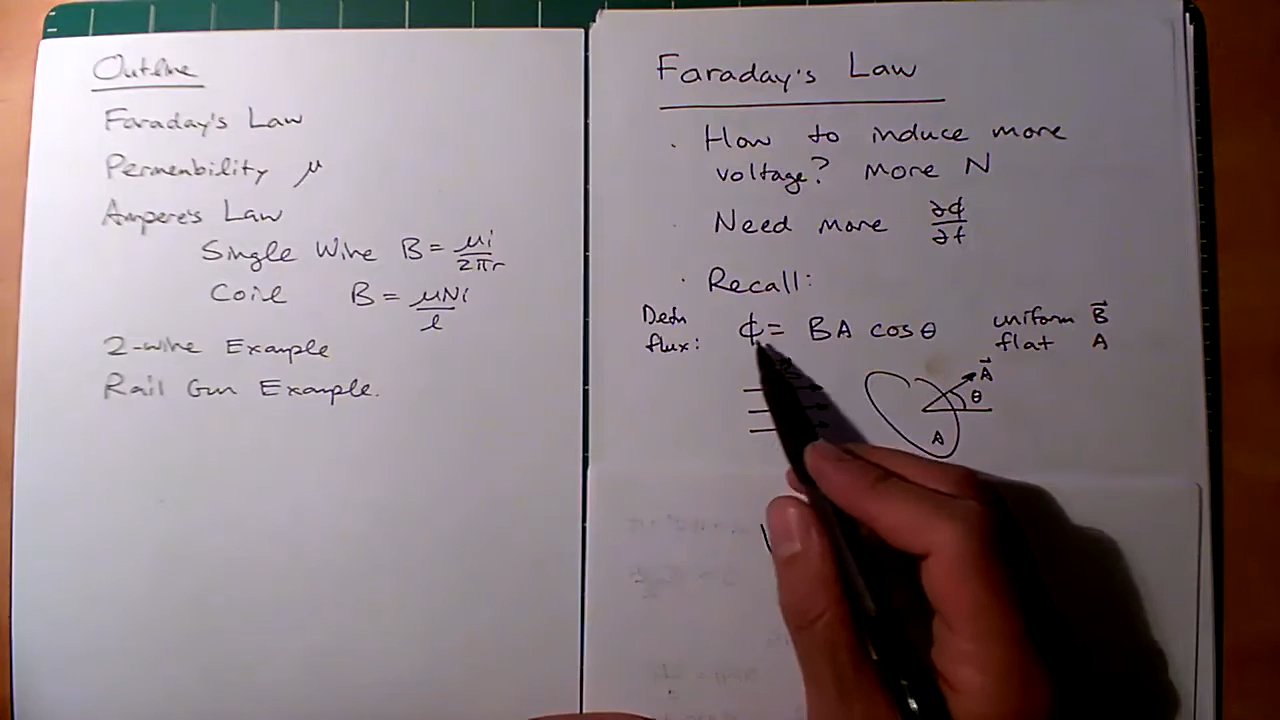 Outline
Faraday's Law
Permeability μ
Ampere's Law
Single Wire B = μi/2πr
Coil B = μNi/l
2-wire Example
Rail Gun Example.
Faraday's Law
· How to induce more
voltage? More N
· Need more ∂ϕ/∂t
· Recall:
Defn
flux: ϕ = BA cos θ
uniform B⃗
flat A
A⃗
θ
A